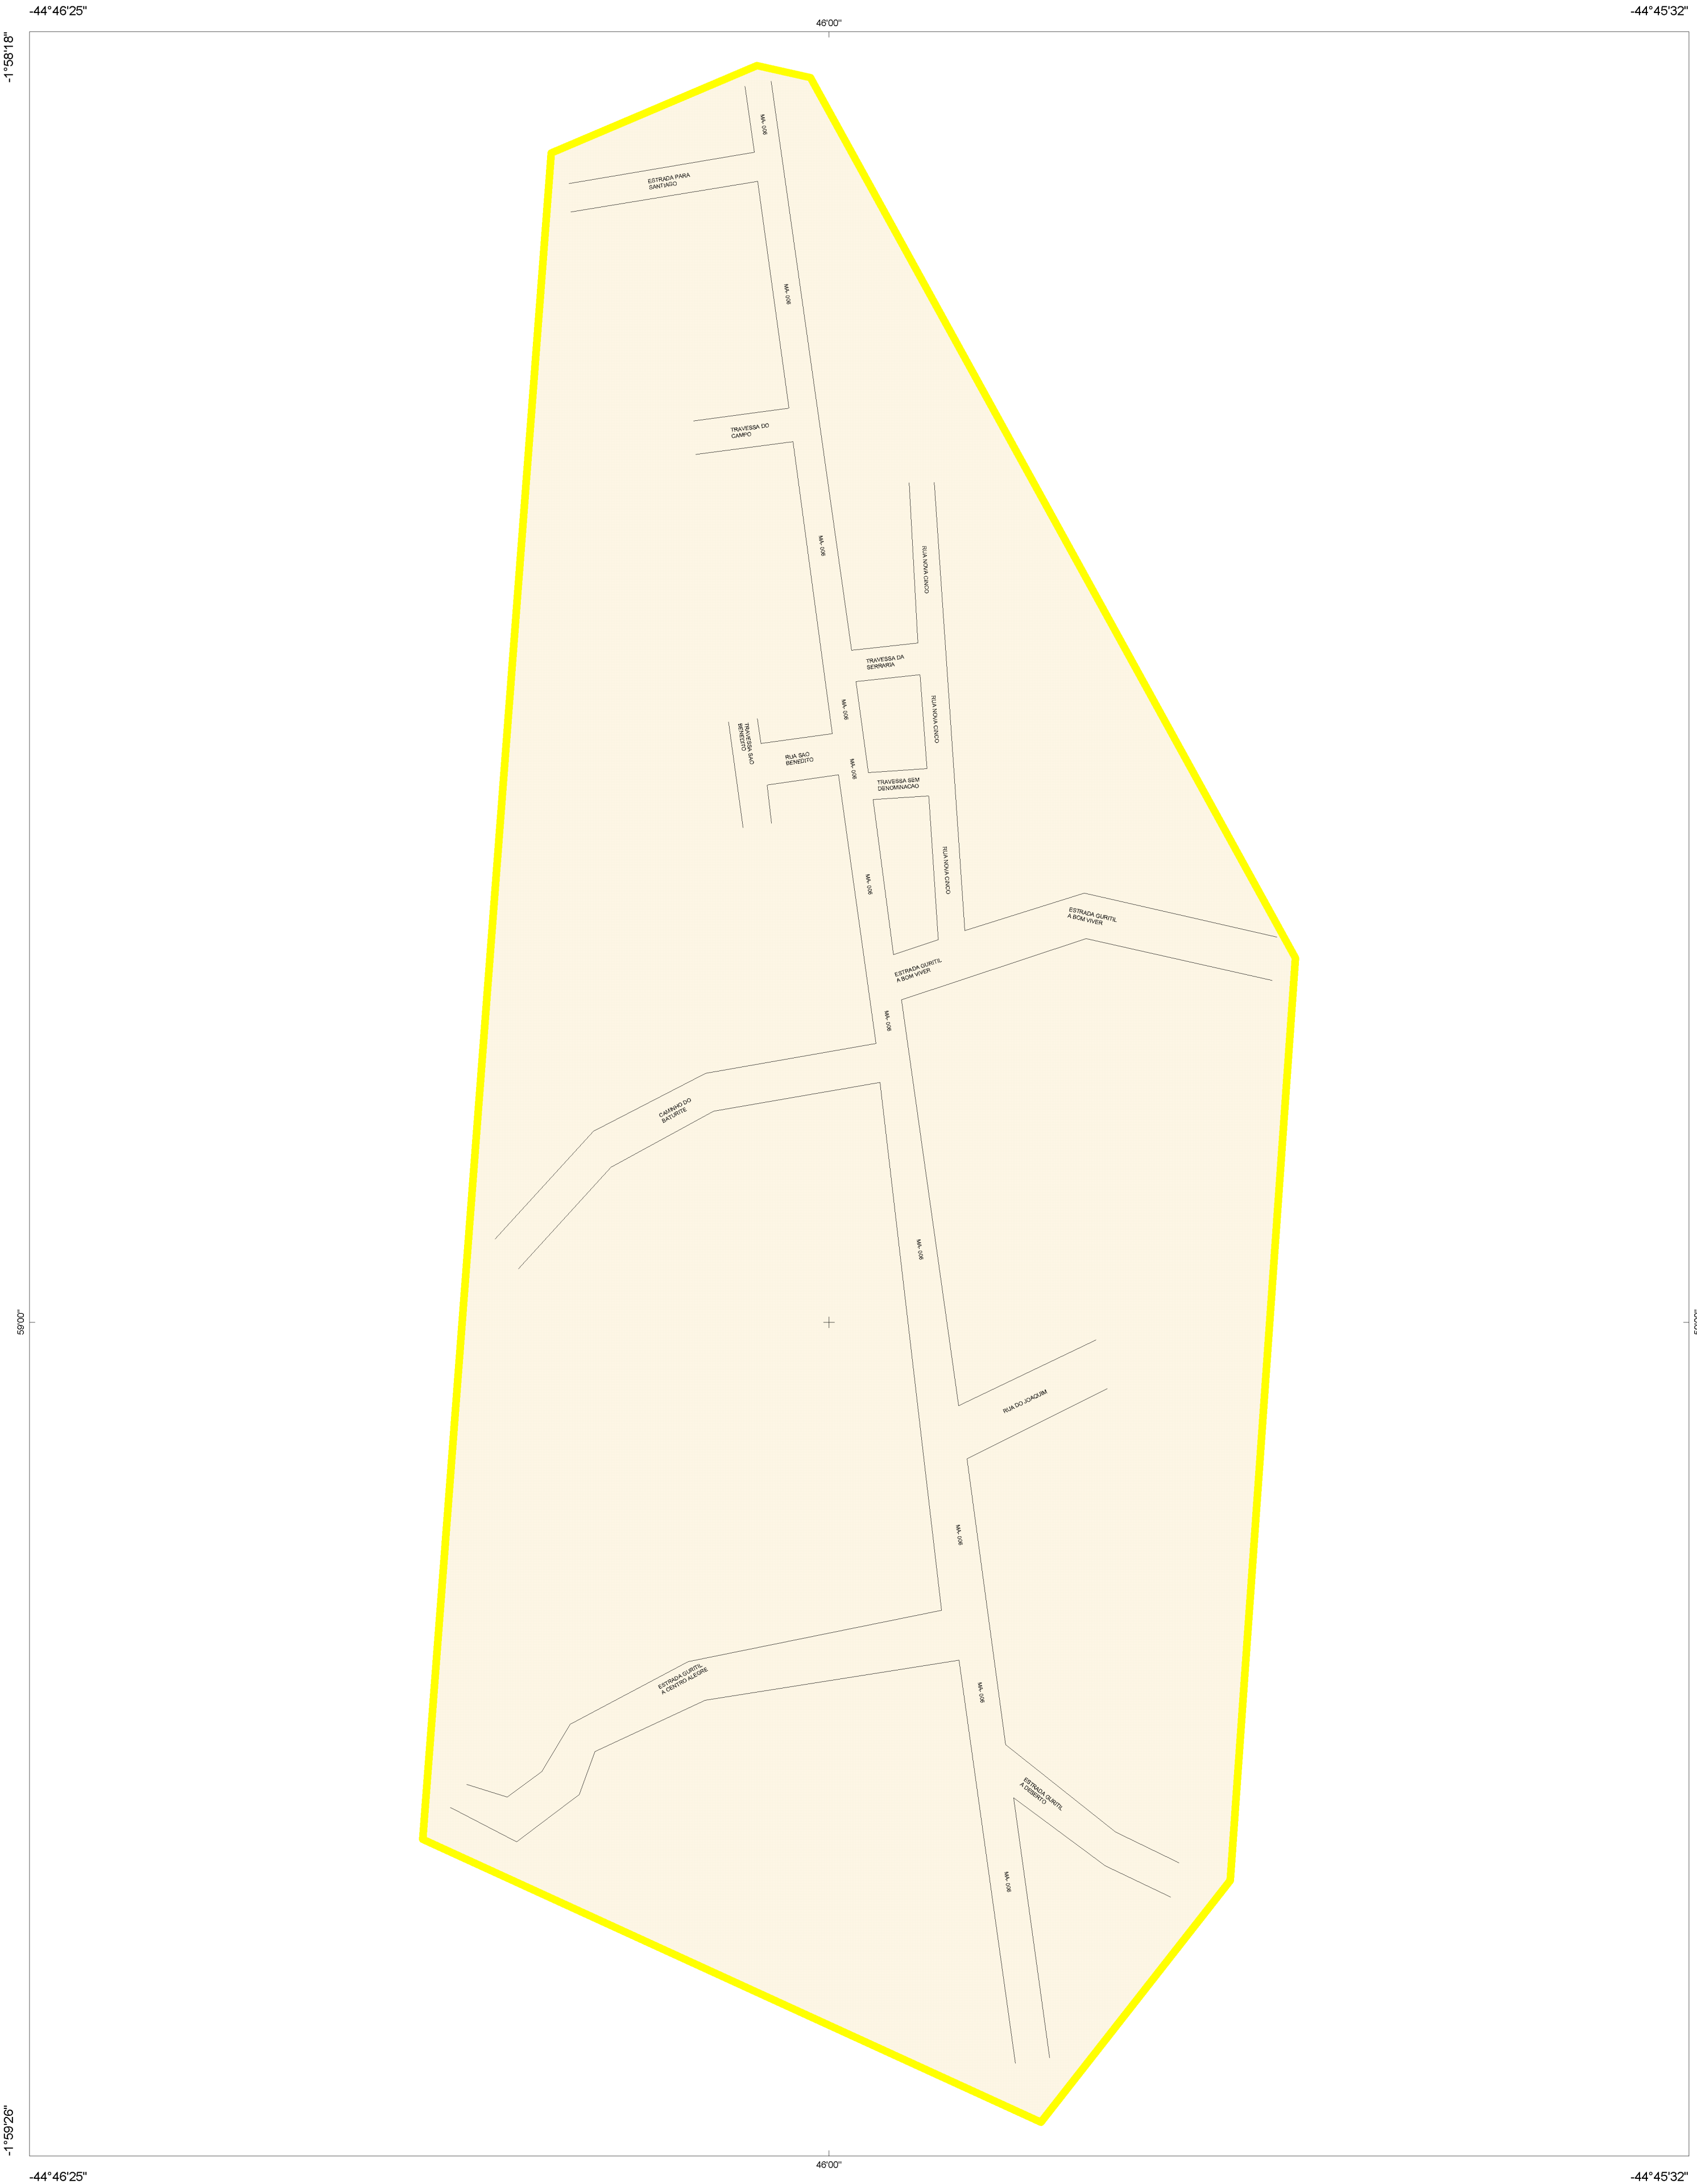 -44°46'25"
46'00"
-44°45'32"
-1°58'18"
MA- 006
ESTRADA PARA
SANTIAGO
MA- 006
TRAVESSA DO
CAMPO
MA- 006
RUA NOVA CINCO
TRAVESSA DA
SERRARIA
MA- 006
RUA NOVA CINCO
TRAVESSA SAO
BENEDITO
RUA SAO
BENEDITO
MA- 006
TRAVESSA SEM
DENOMINACAO
MA- 006
RUA NOVA CINCO
ESTRADA GURITIL
A BOM VIVER
ESTRADA GURITIL
A BOM VIVER
MA- 006
CAMINHO DO
BATURITE
MA- 006
59'00"
RUA DO JOAQUIM
MA- 006
ESTRADA GURITIL
A CENTRO ALEGRE
MA- 006
ESTRADA GURITIL
A DESERTO
MA- 006
-1°59'26"
-44°46'25"
46'00"
-44°45'32"